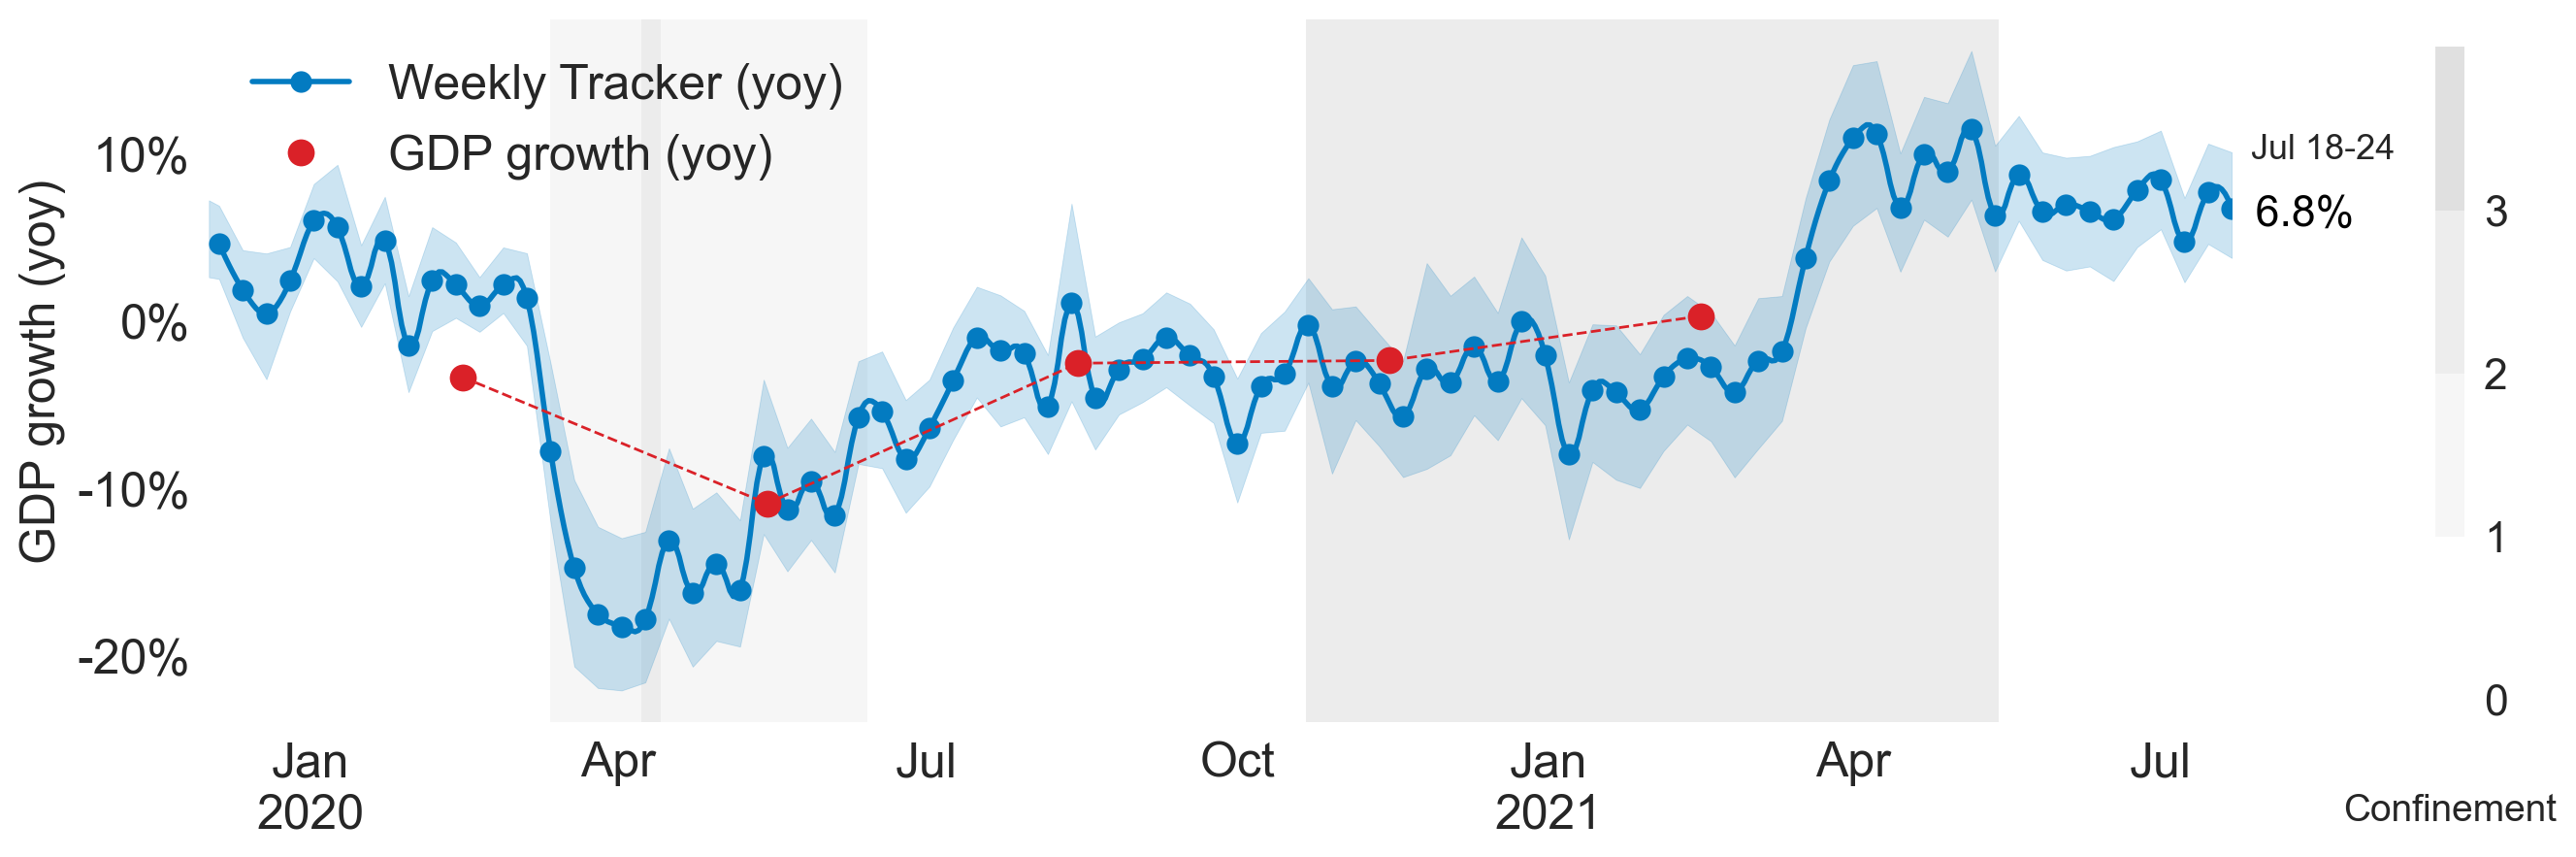 Weekly Tracker (yoy)
GDP growth (yoy)
GDP growth (yoy)
10%
0%
-10%
-20%
Jan
2020
Apr
Jul
Oct
Jan
2021
Apr
Jul
Jul 18-24
6.8%
3
2
1
0
Confinement